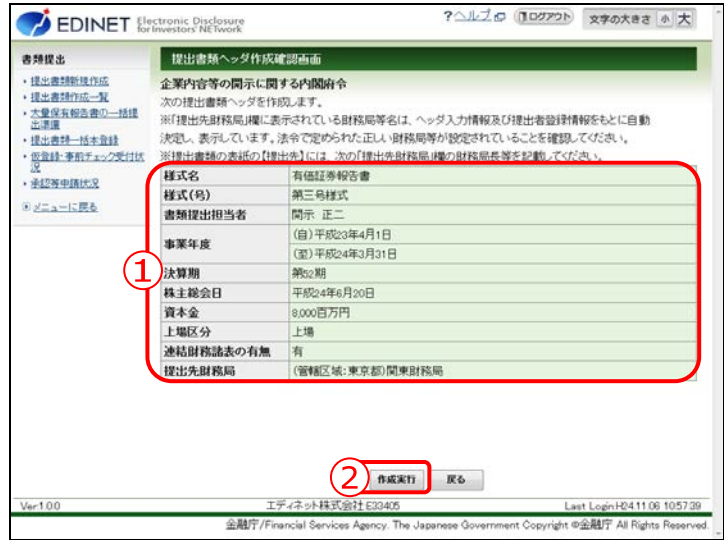 EDINET Electronic Disclosure
for Investors' NETwork
?ヘルプ ログアウト 文字の大きさ 小 大
書類提出
・提出書類新規作成
・提出書類作成一覧
・大量保有報告書の一括提
出準備
・提出書類一括本登録
・仮登録・事前チェック受付状
況
・承認等申請状況
メニューに戻る
提出書類ヘッダ作成確認画面
企業内容等の開示に関する内閣府令
次の提出書類ヘッダを作成します。
※「提出先財務局」欄に表示されている財務局等名は、ヘッダ入力情報及び提出者登録情報をもとに自動
決定し、表示しています。法令で定められた正しい財務局等が設定されていることを確認してください。
※提出書類の表紙の【提出先】には、次の「提出先財務局」欄の財務局長等を記載してください。
①
様式名 有価証券報告書
様式(号) 第三号様式
書類提出担当者 開示 正二
事業年度 (自)平成23年4月1日
(至)平成24年3月31日
決算期 第52期
株主総会日 平成24年6月20日
資本金 8,000百万円
上場区分 上場
連結財務諸表の有無 有
提出先財務局 (管轄区域:東京都)関東財務局
② 作成実行 戻る
Ver.1.0.0 エディネット株式会社 E33405 Last Login:H24.11.06 10:57:39
金融庁/Financial Services Agency. The Japanese Government Copyright ©金融庁 All Rights Reserved.